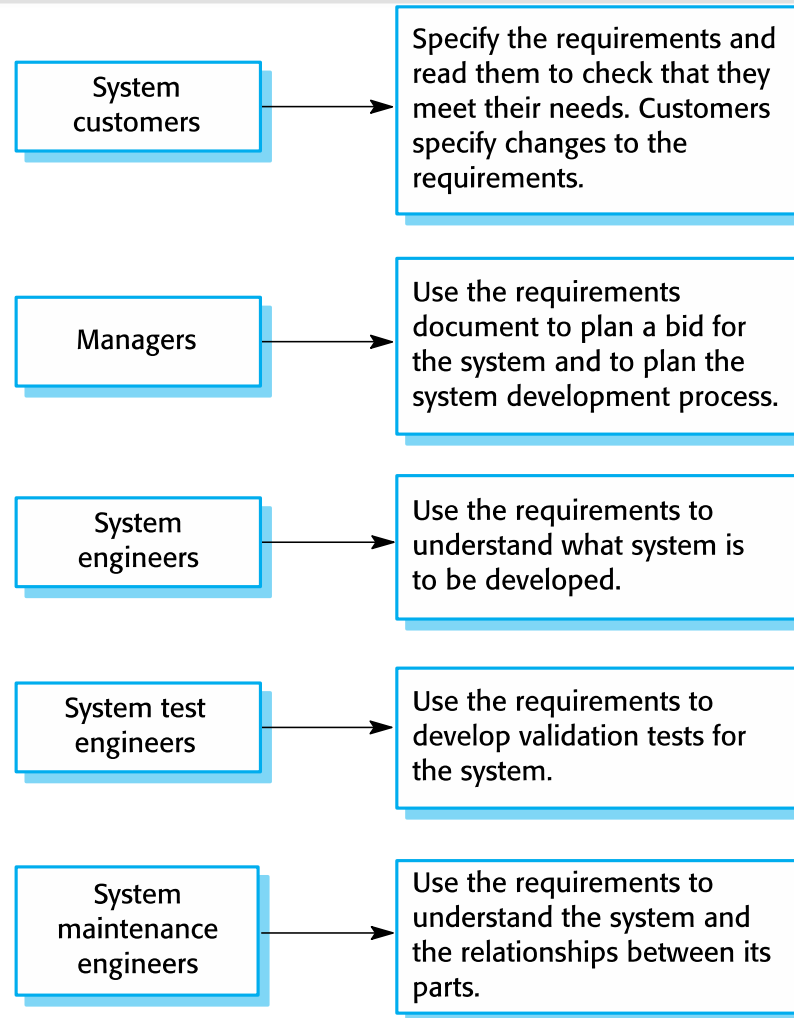 System
customers
Specify the requirements and
read them to check that they
meet their needs. Customers
specify changes to the
requirements.
Managers
Use the requirements
document to plan a bid for
the system and to plan the
system development process.
System
engineers
Use the requirements to
understand what system is
to be developed.
System test
engineers
Use the requirements to
develop validation tests for
the system.
System
maintenance
engineers
Use the requirements to
understand the system and
the relationships between its
parts.